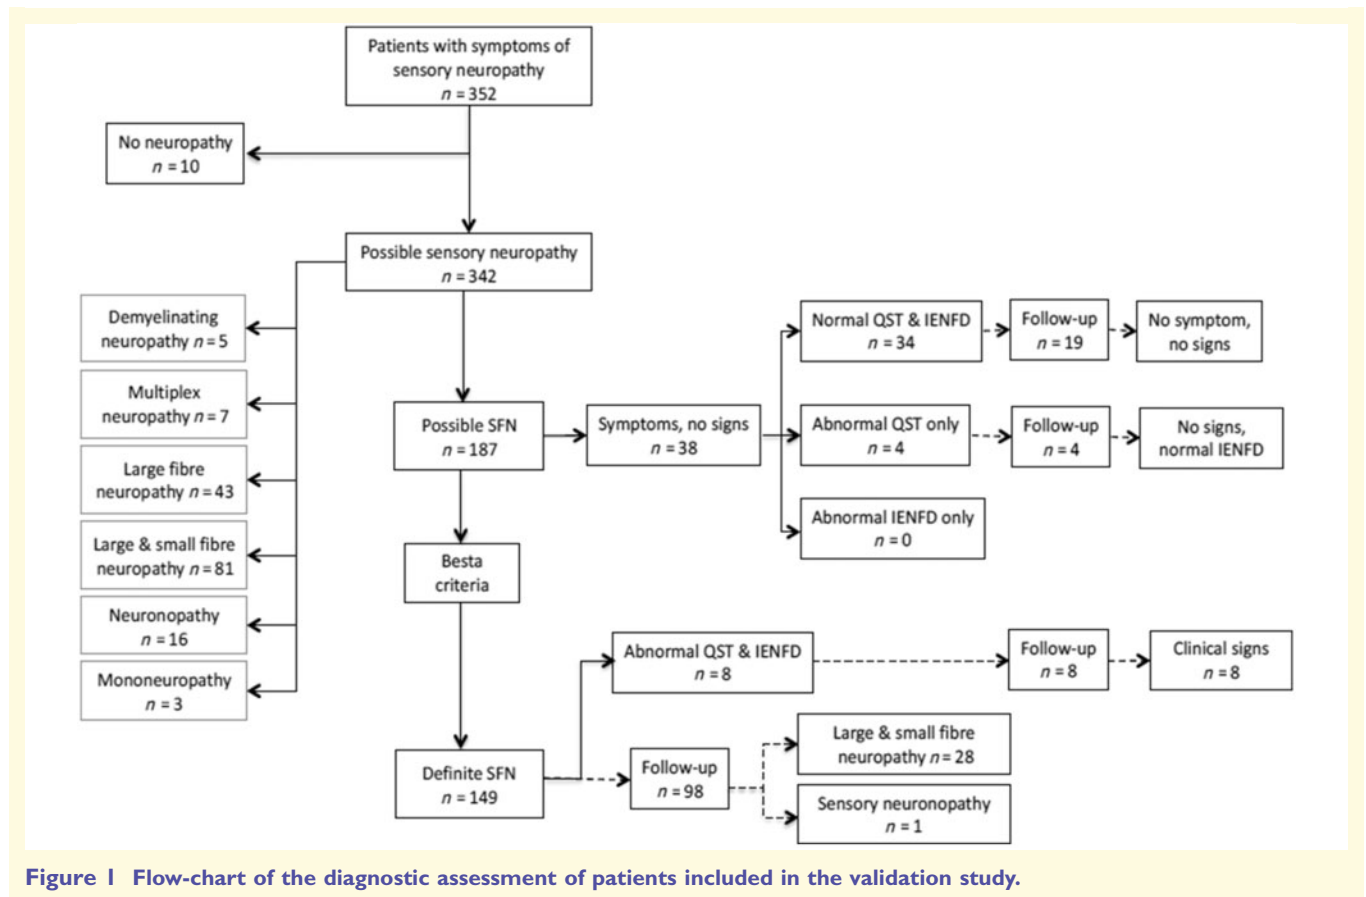 Patients with symptoms of
sensory neuropathy
n = 352
No neuropathy
n = 10
Possible sensory neuropathy
n = 342
Demyelinating
neuropathy n = 5
Multiplex
neuropathy n = 7
Large fibre
neuropathy n = 43
Large & small fibre
neuropathy n = 81
Neuronopathy
n = 16
Mononeuropathy
n = 3
Possible SFN
n = 187
Symptoms, no signs
n = 38
Normal QST & IENFD
n = 34
Follow-up
n = 19
No symptom,
no signs
Abnormal QST only
n = 4
Follow-up
n = 4
No signs,
normal IENFD
Abnormal IENFD only
n = 0
Besta
criteria
Definite SFN
n = 149
Abnormal QST & IENFD
n = 8
Follow-up
n = 8
Clinical signs
n = 8
Follow-up
n = 98
Large & small fibre
neuropathy n = 28
Sensory neuronopathy
n = 1
Figure 1 Flow-chart of the diagnostic assessment of patients included in the validation study.